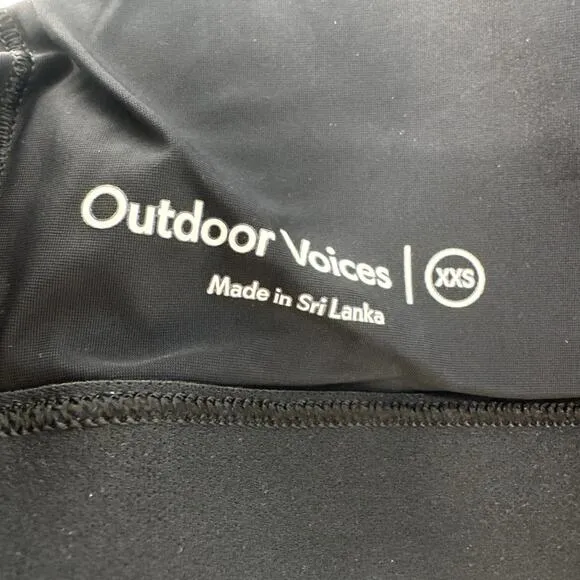 Outdoor Voices | XXS
Made in Sri Lanka